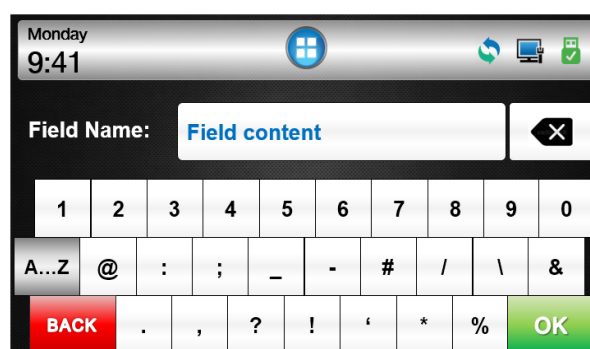 Monday
9:41
Field Name: Field content
1 2 3 4 5 6 7 8 9 0
A...Z @ : ; _ - # / \ &
BACK . , ? ! ‘ * % OK